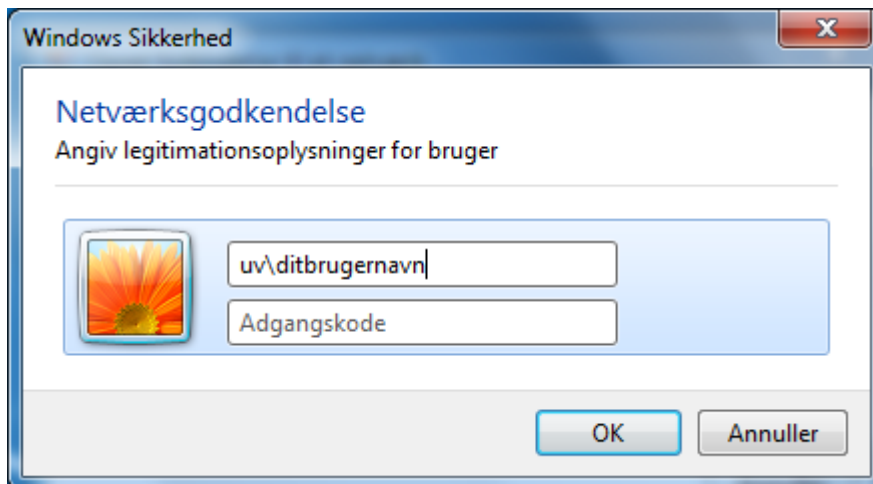 Windows Sikkerhed
Netværksgodkendelse
Angiv legitimationsoplysninger for bruger
uv\ditbrugernavn
Adgangskode
OK
Annuller